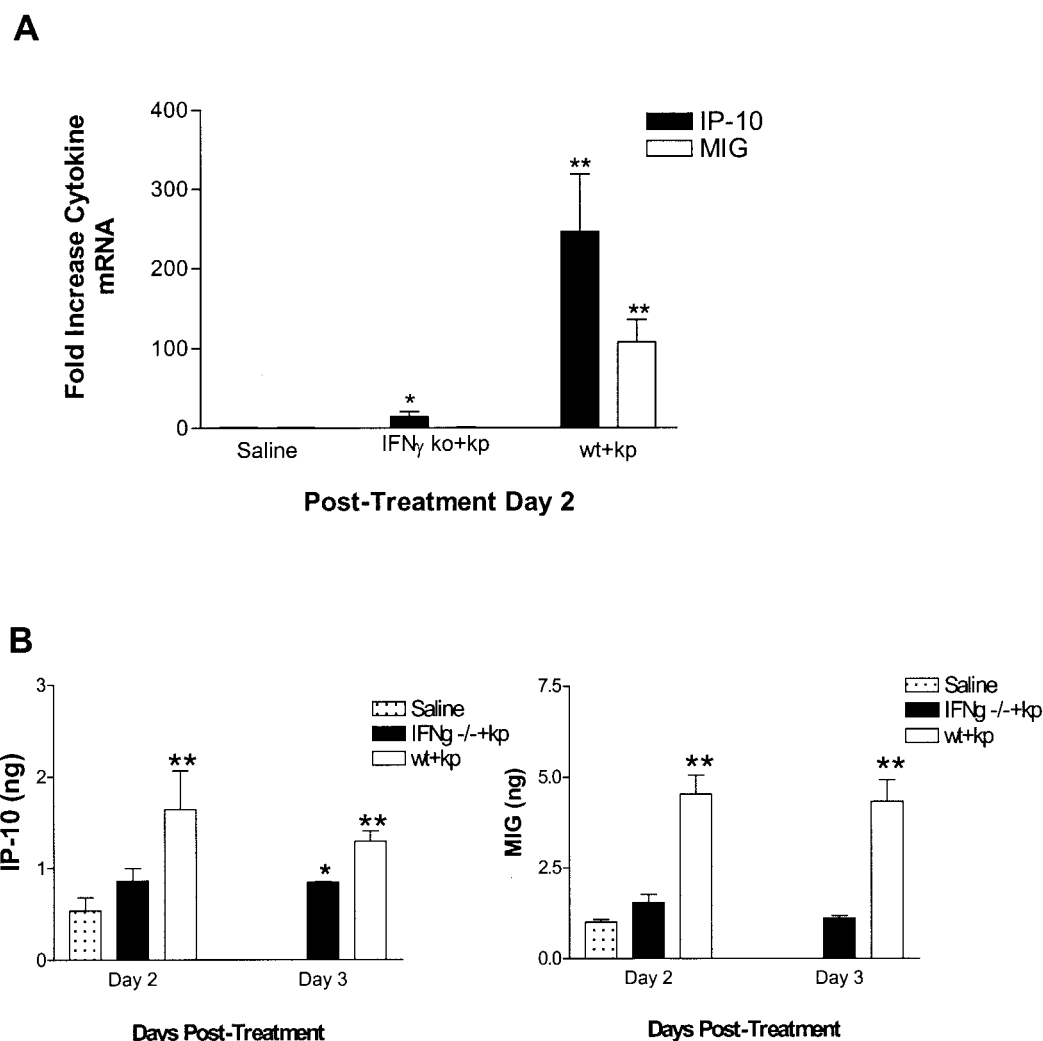 A
Fold Increase Cytokine
mRNA
400
300
200
100
0
IP-10
MIG
**
**
*
Saline
IFNγ ko+kp
wt+kp
Post-Treatment Day 2
B
IP-10 (ng)
3
2
1
0
Saline
IFNg -/-+kp
wt+kp
**
**
*
Day 2
Day 3
Days Post-Treatment
MIG (ng)
7.5
5.0
2.5
0.0
Saline
IFNg -/-+kp
wt+kp
**
**
Day 2
Day 3
Days Post-Treatment